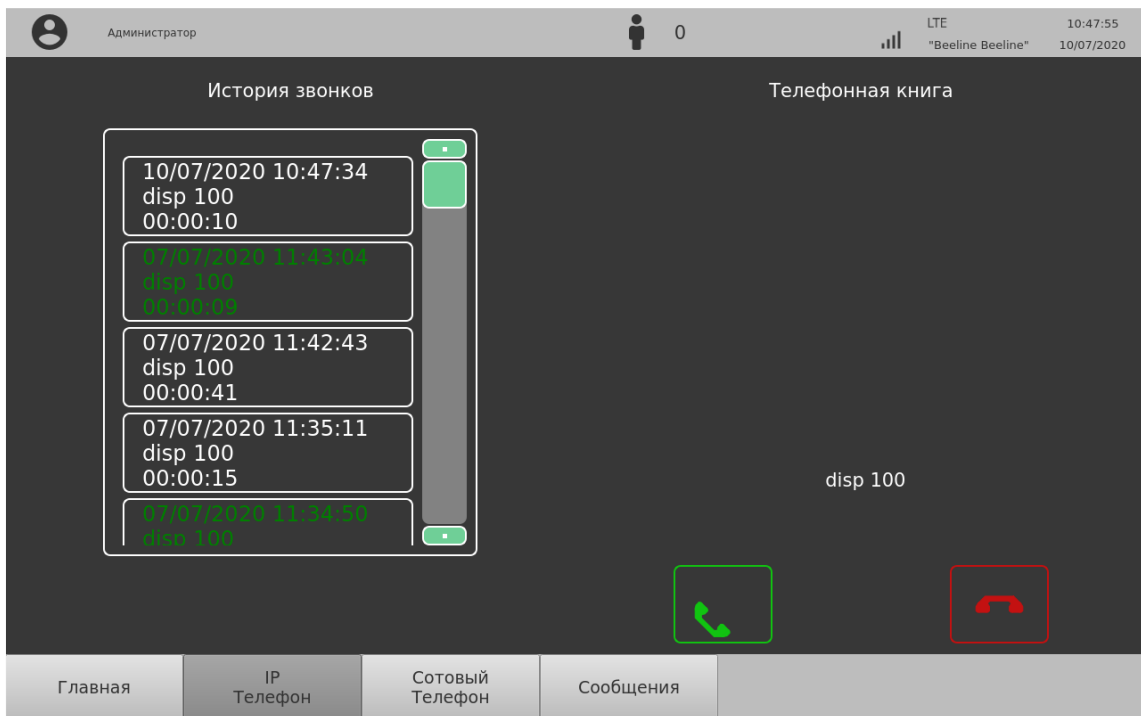 Администратор
0
LTE
"Beeline Beeline"
10:47:55
10/07/2020
История звонков
10/07/2020 10:47:34
disp 100
00:00:10
07/07/2020 11:43:04
disp 100
00:00:09
07/07/2020 11:42:43
disp 100
00:00:41
07/07/2020 11:35:11
disp 100
00:00:15
07/07/2020 11:34:50
disp 100
Телефонная книга
disp 100
Главная
IP
Телефон
Сотовый
Телефон
Сообщения